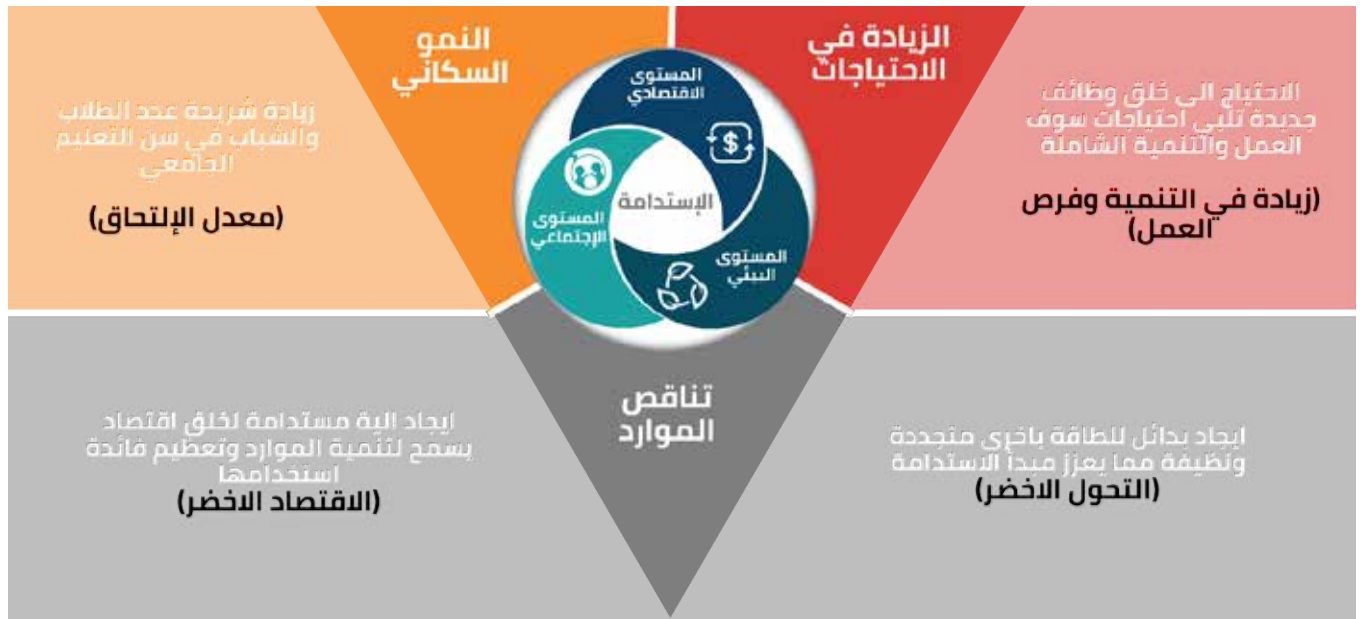 الزيادة في
الاحتياجات
النمو
السكاني
المستوى
الاقتصادي
$
الإستدامة
المستوى
الإجتماعي
المستوى
البيئي
الاحتياج الى خلق وظائف
جديدة تلبي احتياجات سوف
العمل والتنمية الشاملة
(زيادة في التنمية وفرص
العمل)
زيادة شريحة عدد الطلاب
والشباب في سن التعليم
الجامعي
(معدل الإلتحاق)
تناقص
الموارد
ايجاد بدائل للطاقة باخرى متجددة
ونظيفة مما يعزز مبدأ الاستدامة
(التحول الاخضر)
ايجاد الية مستدامة لخلق اقتصاد
يسمح لتنمية الموارد وتعظيم فائدة
استخدامها
(الاقتصاد الاخضر)